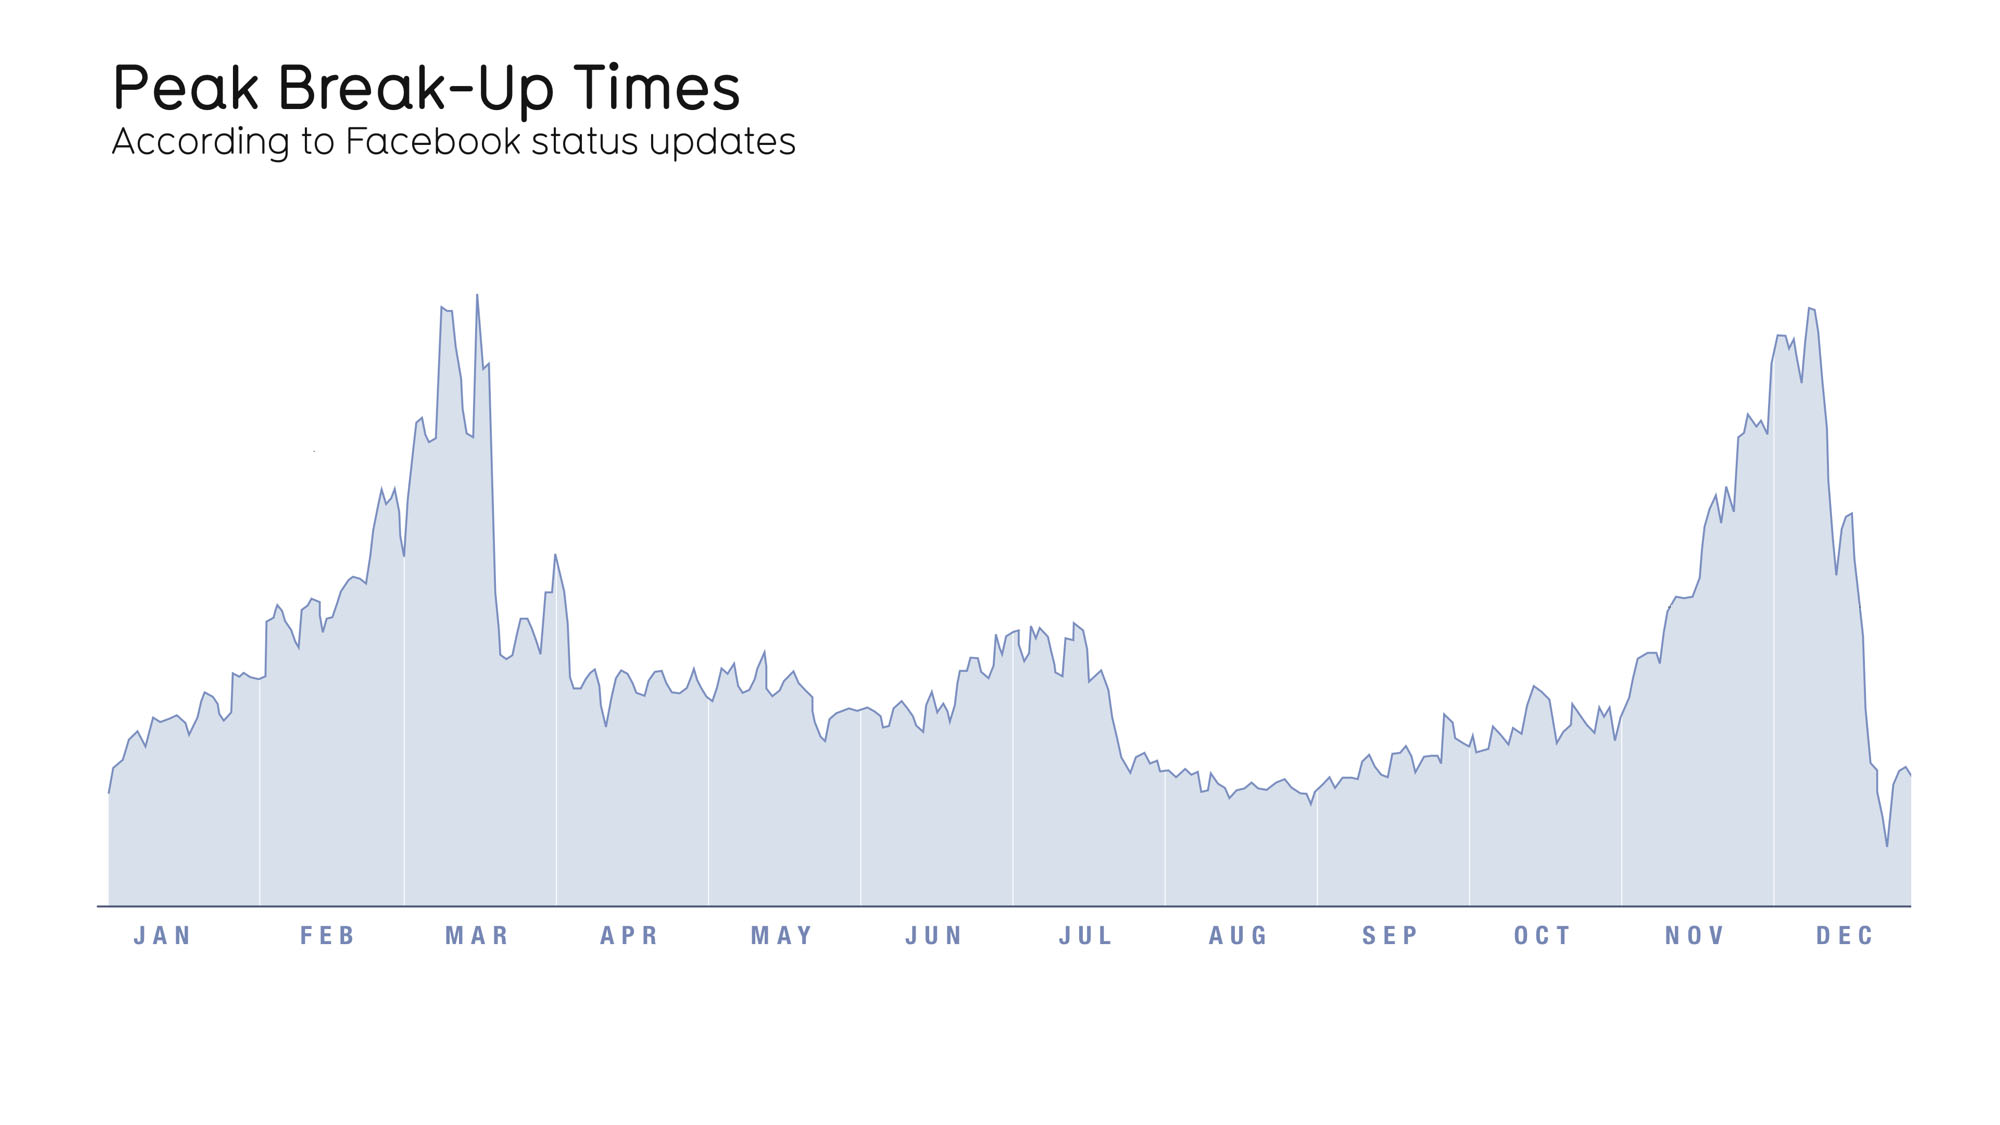 Peak Break-Up Times
According to Facebook status updates
JAN FEB MAR APR MAY JUN JUL AUG SEP OCT NOV DEC